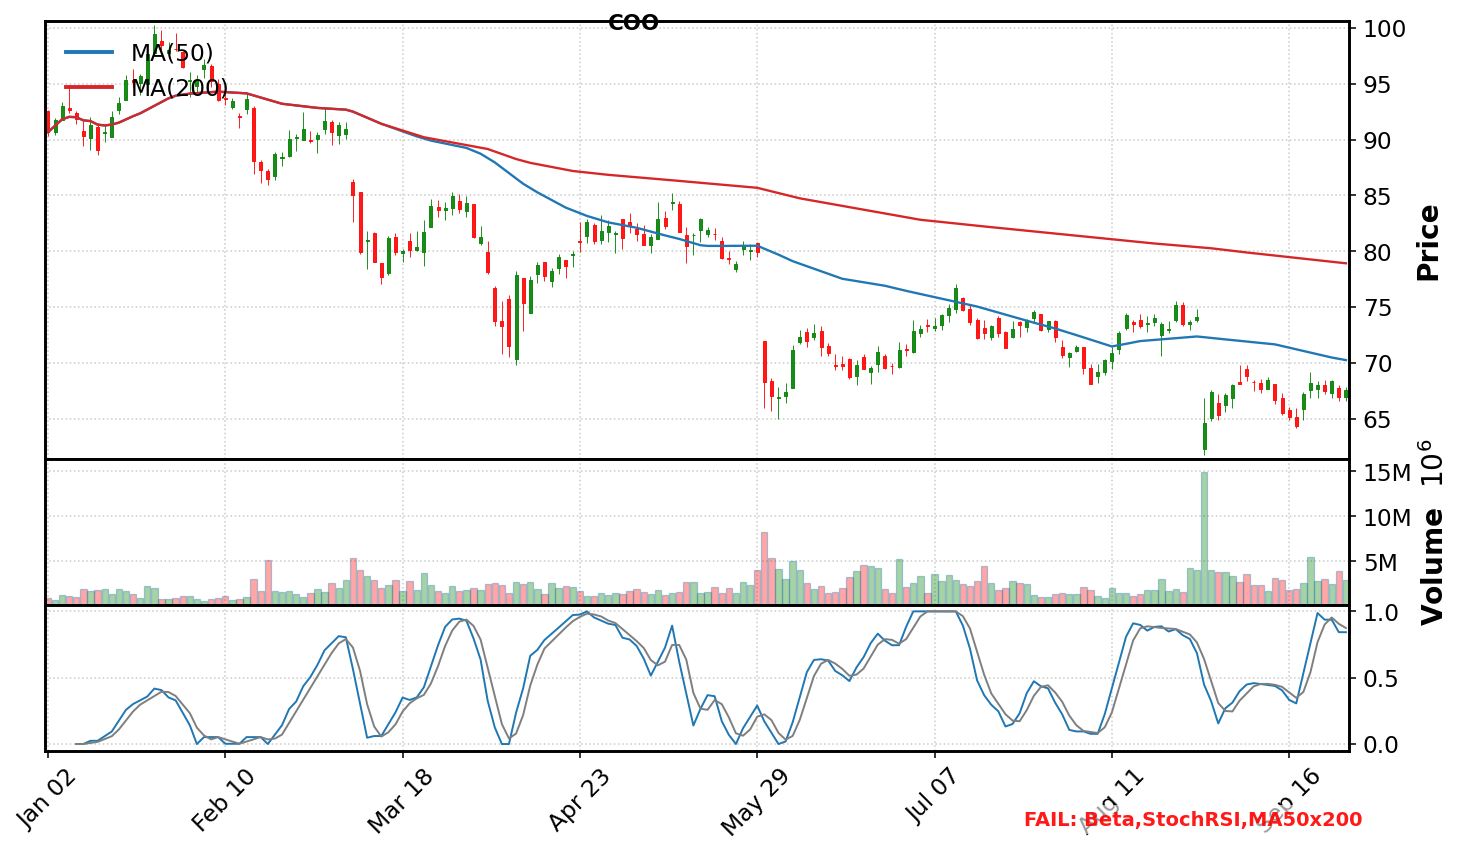 COO
MA(50)
MA(200)
100
95
90
85
80
75
70
65
Price
15M
10M
5M
Volume 10⁶
1.0
0.5
0.0
Jan 02
Feb 10
Mar 18
Apr 23
May 29
Jul 07
Aug 11
Sep 16
FAIL: Beta,StochRSI,MA50x200